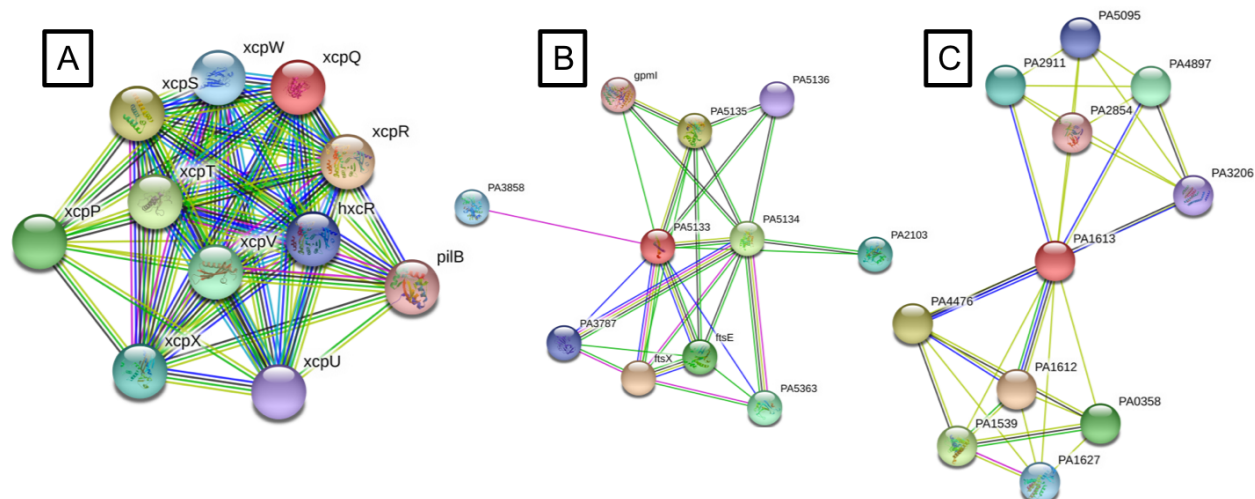 A
xcpW
xcpQ
xcpS
xcpR
xcpT
hxcR
xcpP
xcpV
pilB
xcpX
xcpU
B
gpmI
PA5136
PA5135
PA3858
PA5133
PA5134
PA2103
PA3787
ftsE
ftsX
PA5363
C
PA5095
PA2911
PA4897
PA2854
PA3206
PA1613
PA4476
PA1612
PA0358
PA1539
PA1627